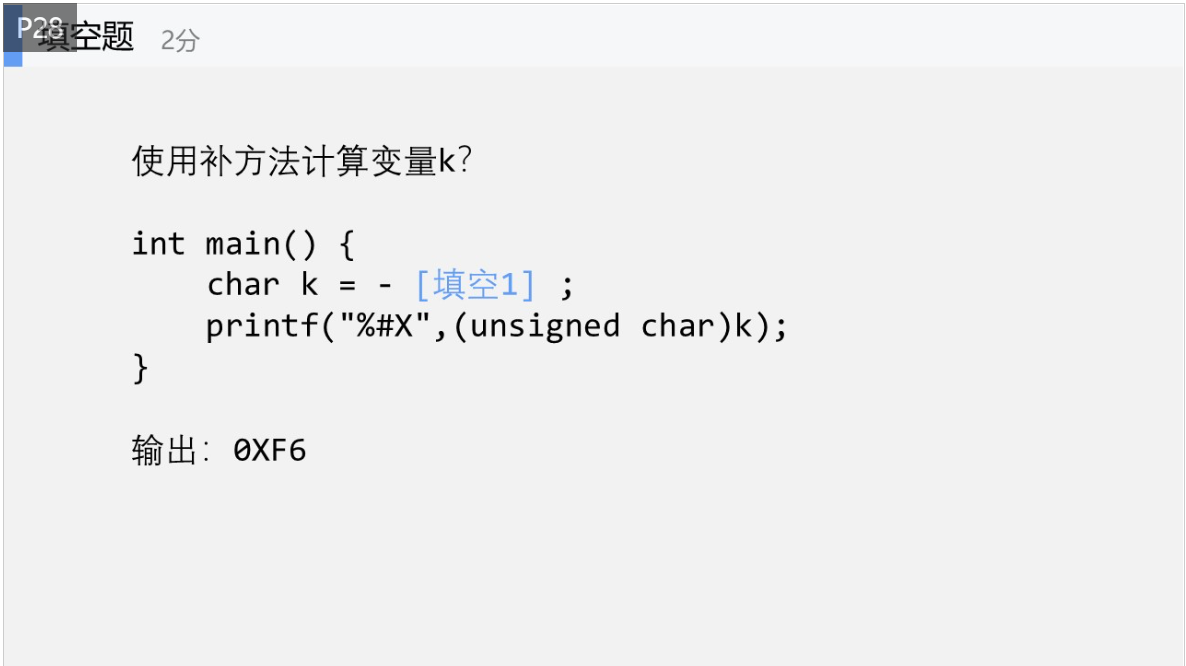 P28
填空题 2分
使用补方法计算变量k?
int main() {
char k = - [填空1] ;
printf("%#X",(unsigned char)k);
}
输出: 0XF6